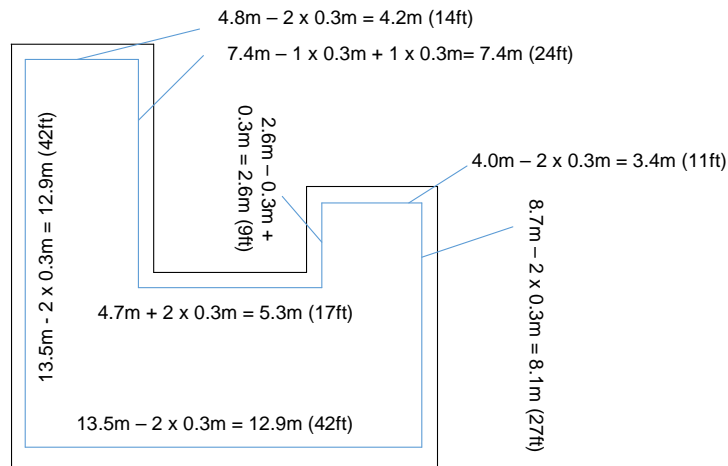 4.8m – 2 x 0.3m = 4.2m (14ft)
7.4m – 1 x 0.3m + 1 x 0.3m= 7.4m (24ft)
2.6m – 0.3m +
0.3m = 2.6m (9ft)
4.0m – 2 x 0.3m = 3.4m (11ft)
13.5m - 2 x 0.3m = 12.9m (42ft)
8.7m – 2 x 0.3m = 8.1m (27ft)
4.7m + 2 x 0.3m = 5.3m (17ft)
13.5m – 2 x 0.3m = 12.9m (42ft)